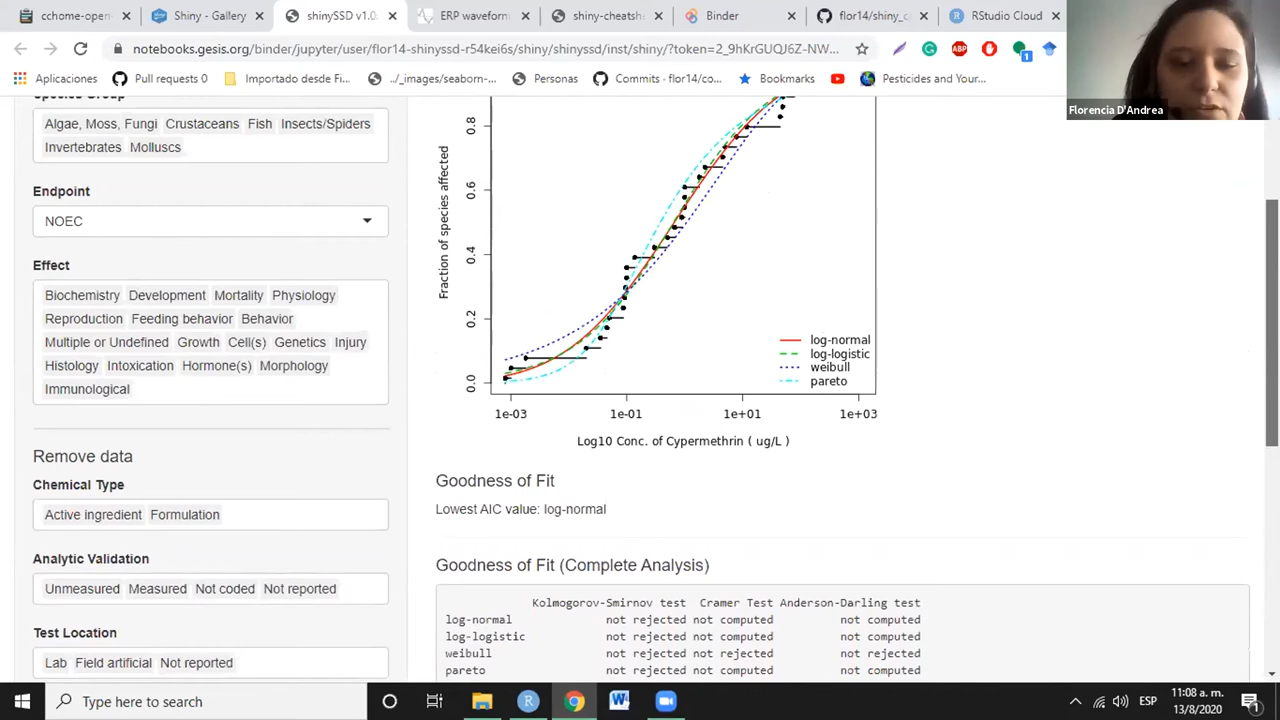 cchome-open-
Shiny - Gallery
shinySSD v1.0:
ERP waveform
shiny-cheatshe
Binder
flor14/shiny_c
RStudio Cloud
notebooks.gesis.org/binder/jupyter/user/flor14-shinyssd-r54kei6s/shiny/shinyssd/inst/shiny/?token=2_9hKrGUQJ6Z-NW...
ABP
1
Aplicaciones
Pull requests 0
Importado desde Fi...
../_images/seaborn-...
Personas
Commits · flor14/co...
Bookmarks
Pesticides and Your...
Florencia D'Andrea
Species Group
Algae, Moss, Fungi Crustaceans Fish Insects/Spiders
Invertebrates Molluscs
Endpoint
NOEC
Effect
Biochemistry Development Mortality Physiology
Reproduction Feeding behavior Behavior
Multiple or Undefined Growth Cell(s) Genetics Injury
Histology Intoxication Hormone(s) Morphology
Immunological
Remove data
Chemical Type
Active ingredient Formulation
Analytic Validation
Unmeasured Measured Not coded Not reported
Test Location
Lab Field artificial Not reported
Fraction of species affected
0.8
0.6
0.4
0.2
0.0
log-normal
log-logistic
weibull
pareto
1e-03 1e-01 1e+01 1e+03
Log10 Conc. of Cypermethrin ( ug/L )
Goodness of Fit
Lowest AIC value: log-normal
Goodness of Fit (Complete Analysis)
Kolmogorov-Smirnov test Cramer Test Anderson-Darling test
log-normal not rejected not computed not computed
log-logistic not rejected not computed not computed
weibull not rejected not rejected not rejected
pareto not rejected not computed not computed
Type here to search
R
W
ESP
11:08 a. m.
13/8/2020
1